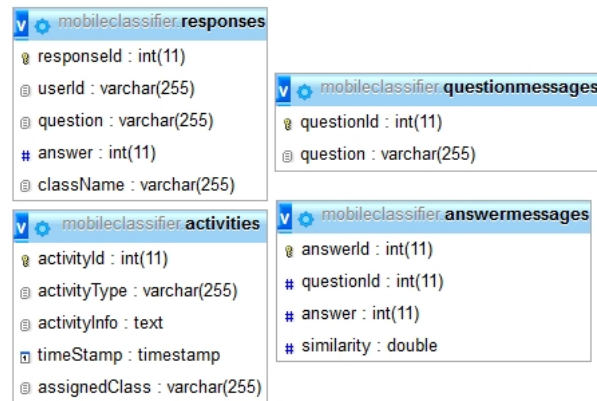 mobileclassifier.responses
responseId : int(11)
userId : varchar(255)
question : varchar(255)
# answer : int(11)
className : varchar(255)
mobileclassifier.questionmessages
questionId : int(11)
question : varchar(255)
mobileclassifier.activities
activityId : int(11)
activityType : varchar(255)
activityInfo : text
timeStamp : timestamp
assignedClass : varchar(255)
mobileclassifier.answermessages
answerId : int(11)
# questionId : int(11)
# answer : int(11)
# similarity : double